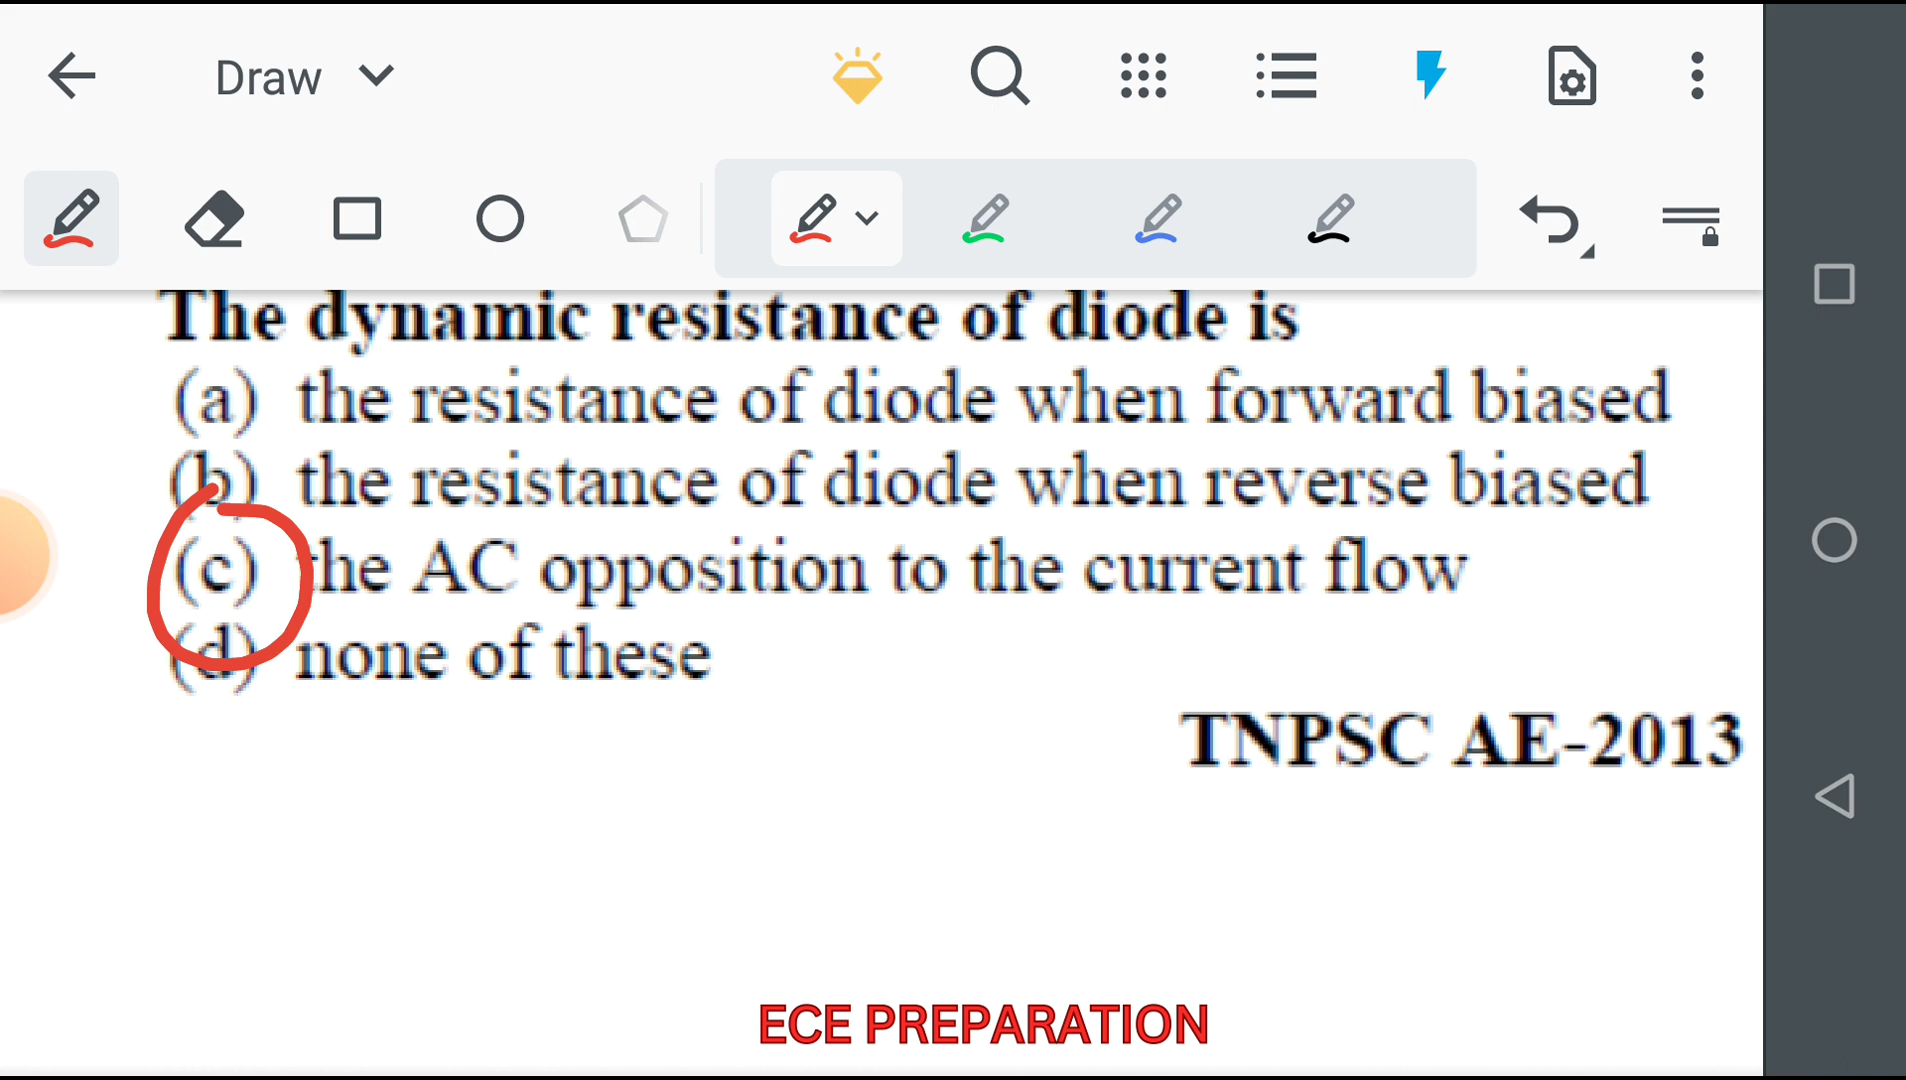 Draw
The dynamic resistance of diode is
(a) the resistance of diode when forward biased
(b) the resistance of diode when reverse biased
(c) the AC opposition to the current flow
(d) none of these
TNPSC AE-2013
ECE PREPARATION